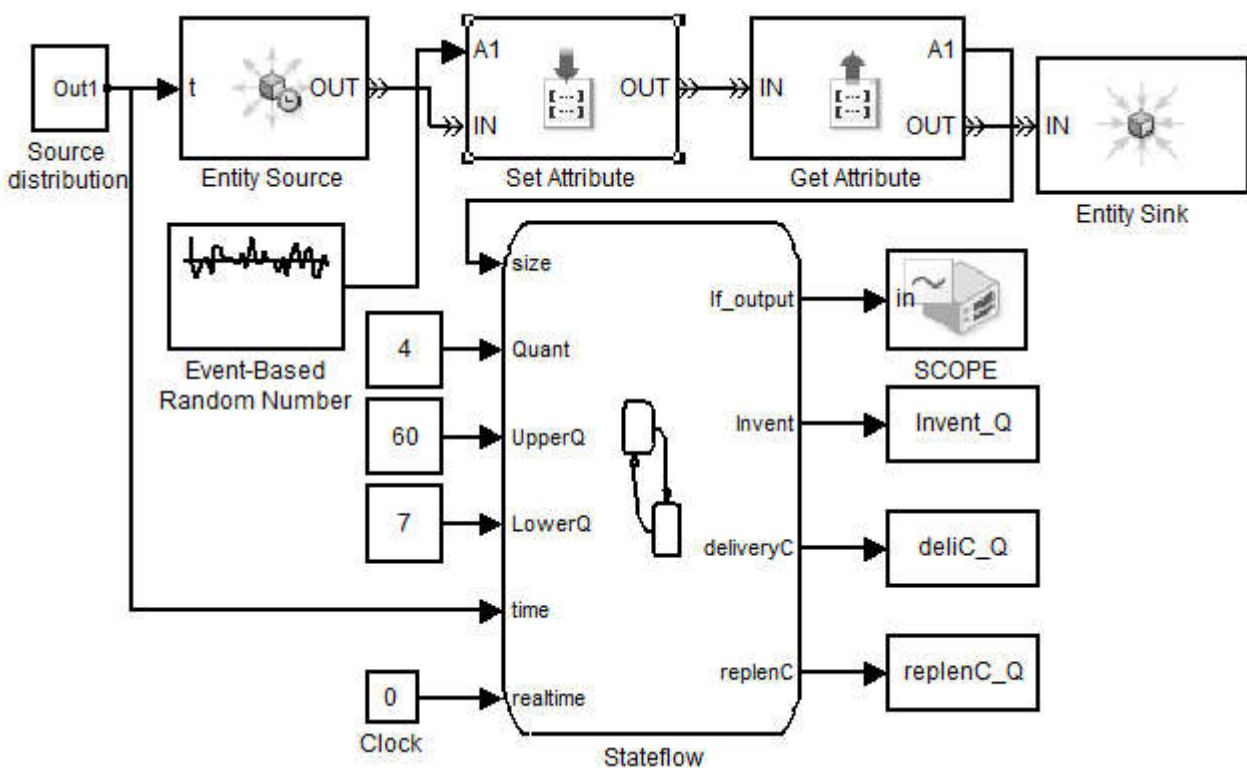 Out1
Source
distribution
t
OUT
Entity Source
A1
IN
OUT
Set Attribute
IN
A1
OUT
Get Attribute
IN
Entity Sink
Event-Based
Random Number
4
60
7
0
Clock
size
Quant
UpperQ
LowerQ
time
realtime
If_output
Invent
deliveryC
replenC
Stateflow
in
SCOPE
Invent_Q
deliC_Q
replenC_Q